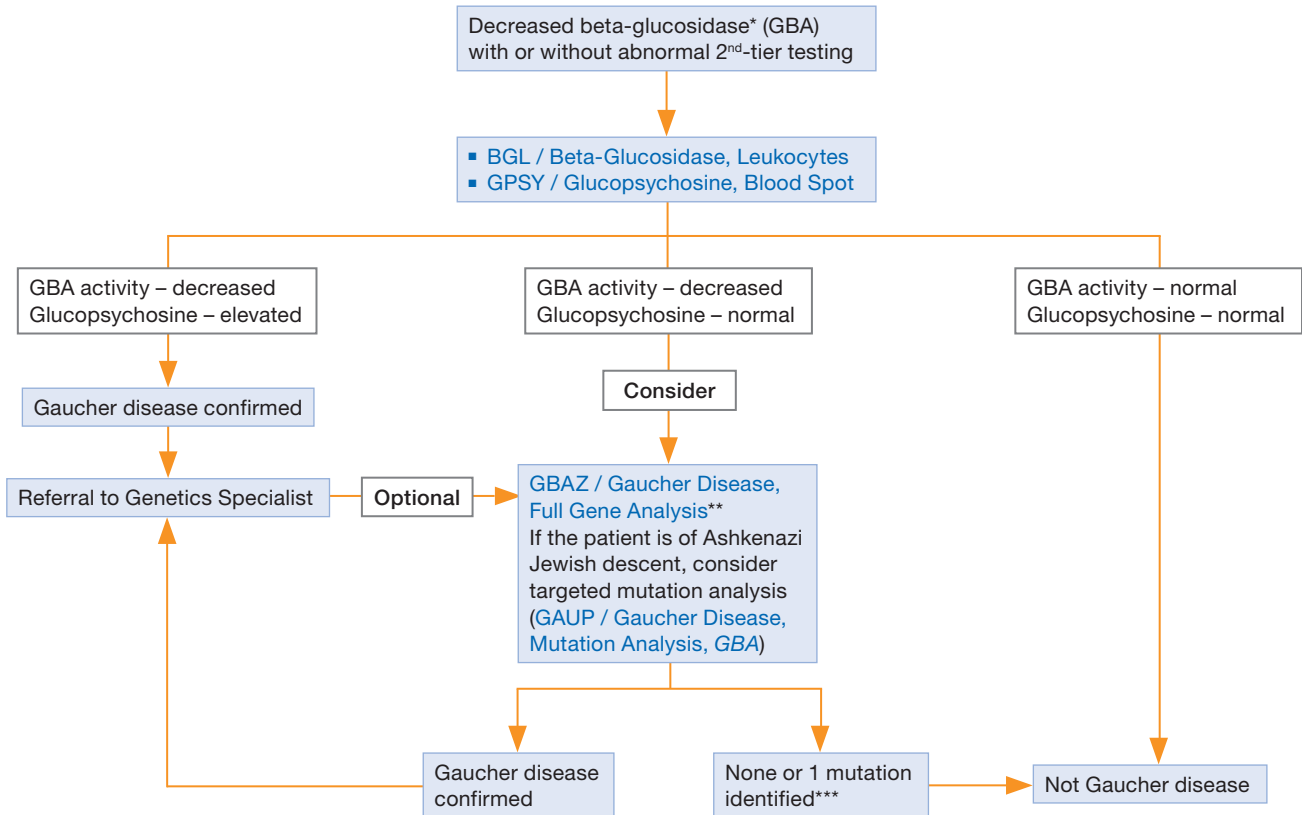 Decreased beta-glucosidase* (GBA)
with or without abnormal 2nd-tier testing
▪ BGL / Beta-Glucosidase, Leukocytes
▪ GPSY / Glucopsychosine, Blood Spot
GBA activity – decreased
Glucopsychosine – elevated
GBA activity – decreased
Glucopsychosine – normal
GBA activity – normal
Glucopsychosine – normal
Consider
Gaucher disease confirmed
Referral to Genetics Specialist
Optional
GBAZ / Gaucher Disease,
Full Gene Analysis**
If the patient is of Ashkenazi
Jewish descent, consider
targeted mutation analysis
(GAUP / Gaucher Disease,
Mutation Analysis, GBA)
Gaucher disease
confirmed
None or 1 mutation
identified***
Not Gaucher disease